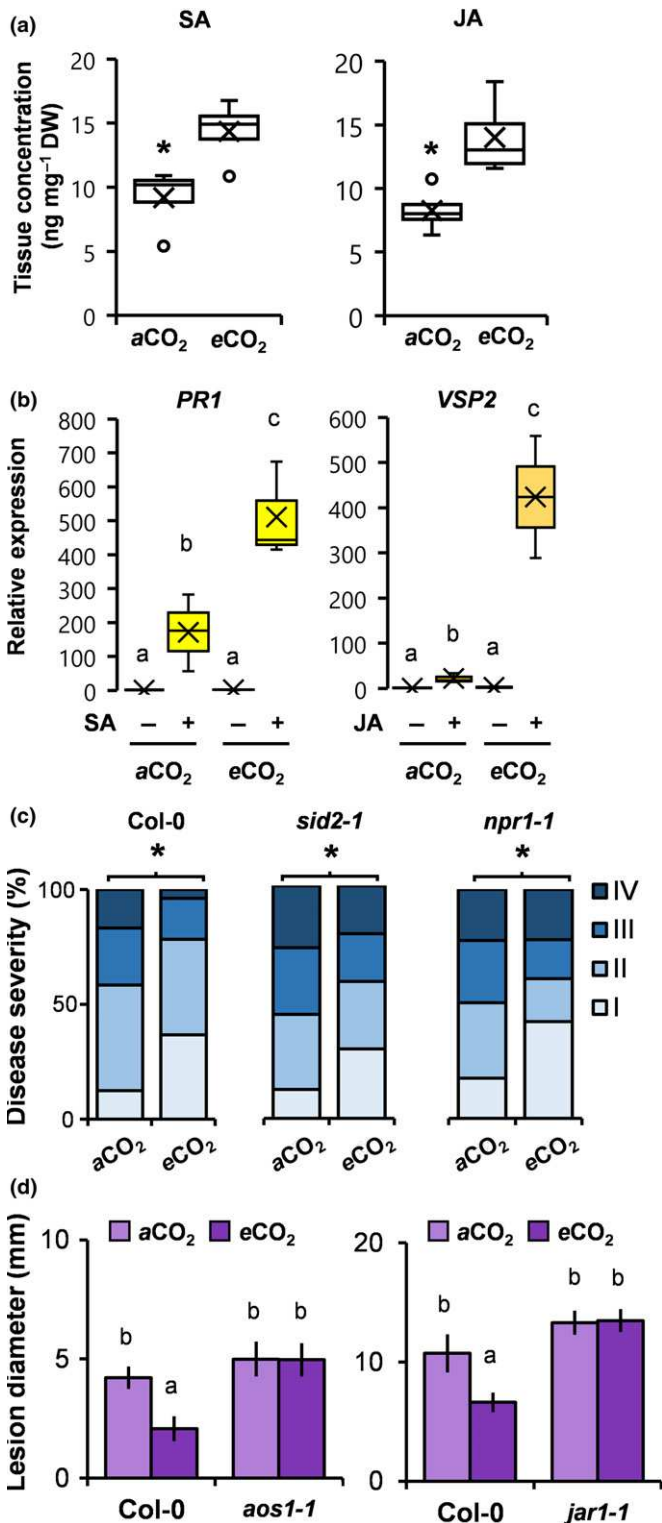 (a)
SA
JA
Tissue concentration
(ng mg⁻¹ DW)
20
15
10
5
0
*
aCO₂ eCO₂
20
15
10
5
0
*
aCO₂ eCO₂
(b)
PR1
VSP2
Relative expression
800
700
600
500
400
300
200
100
0
a
b
a
c
SA – + – +
aCO₂ eCO₂
600
500
400
300
200
100
0
a
b
a
c
JA – + – +
aCO₂ eCO₂
(c)
Col-0 sid2-1 npr1-1
* * *
Disease severity (%)
100
50
0
IV
III
II
I
aCO₂ eCO₂ aCO₂ eCO₂ aCO₂ eCO₂
(d)
Lesion diameter (mm)
aCO₂ eCO₂
10
5
0
b a b b
Col-0 aos1-1
aCO₂ eCO₂
20
10
0
b a b b
Col-0 jar1-1